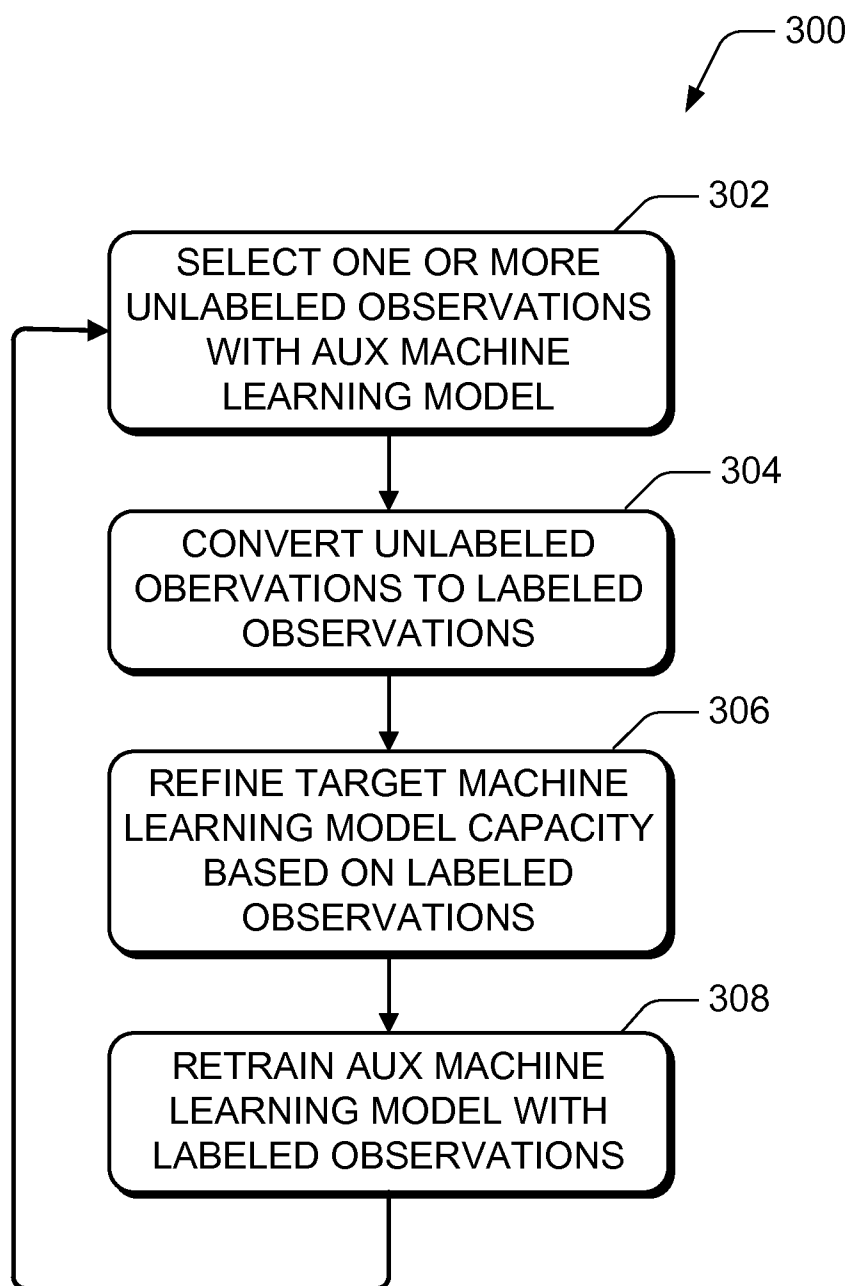 300
302
SELECT ONE OR MORE
UNLABELED OBSERVATIONS
WITH AUX MACHINE
LEARNING MODEL
304
CONVERT UNLABELED
OBERVATIONS TO LABELED
OBSERVATIONS
306
REFINE TARGET MACHINE
LEARNING MODEL CAPACITY
BASED ON LABELED
OBSERVATIONS
308
RETRAIN AUX MACHINE
LEARNING MODEL WITH
LABELED OBSERVATIONS